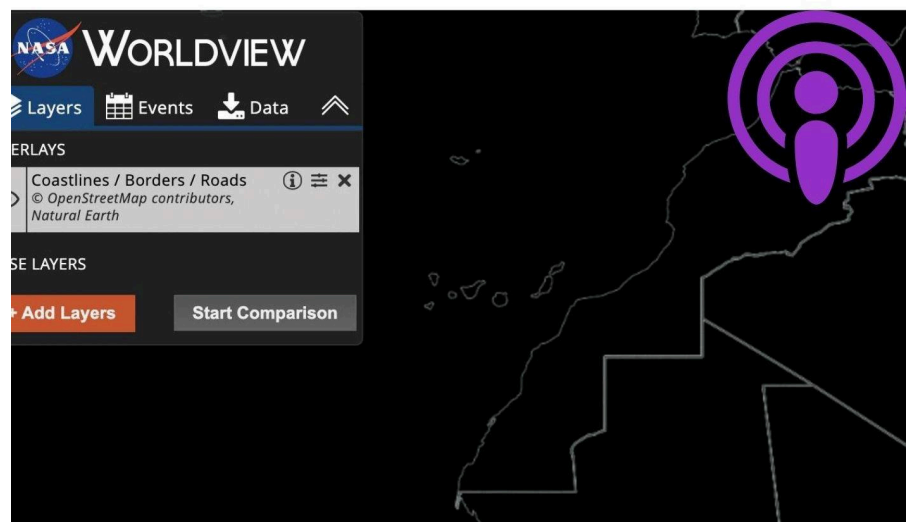 NASA WORLDVIEW
Layers Events Data
ERLAYS
Coastlines / Borders / Roads
© OpenStreetMap contributors,
Natural Earth
SE LAYERS
+ Add Layers Start Comparison